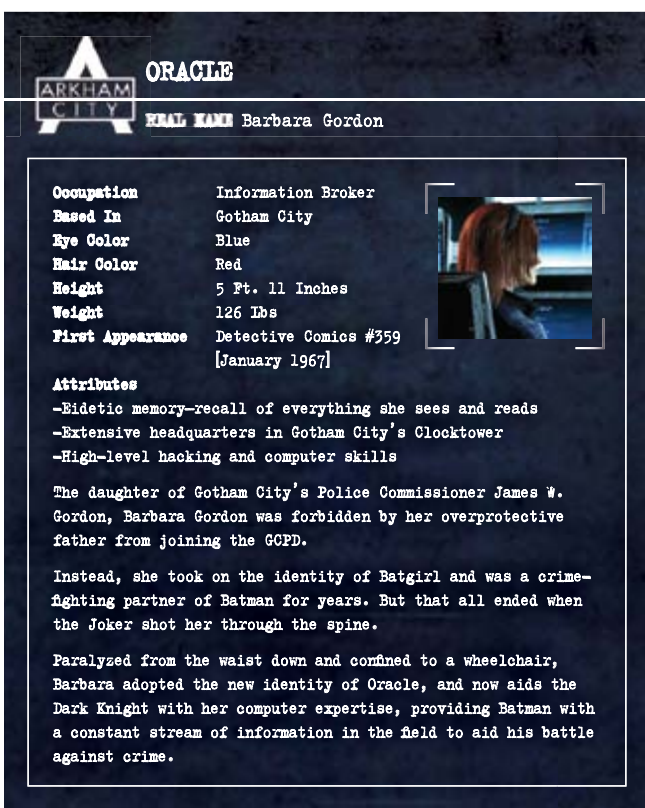 ORACLE
ARKHAM
CITY
REAL NAME Barbara Gordon
Occupation Information Broker
Based In Gotham City
Eye Color Blue
Hair Color Red
Height 5 Ft. 11 Inches
Weight 126 Lbs
First Appearance Detective Comics #359
[January 1967]
Attributes
–Eidetic memory–recall of everything she sees and reads
–Extensive headquarters in Gotham City's Clocktower
–High-level hacking and computer skills
The daughter of Gotham City's Police Commissioner James W.
Gordon, Barbara Gordon was forbidden by her overprotective
father from joining the GCPD.
Instead, she took on the identity of Batgirl and was a crime–
fighting partner of Batman for years. But that all ended when
the Joker shot her through the spine.
Paralyzed from the waist down and confined to a wheelchair,
Barbara adopted the new identity of Oracle, and now aids the
Dark Knight with her computer expertise, providing Batman with
a constant stream of information in the field to aid his battle
against crime.